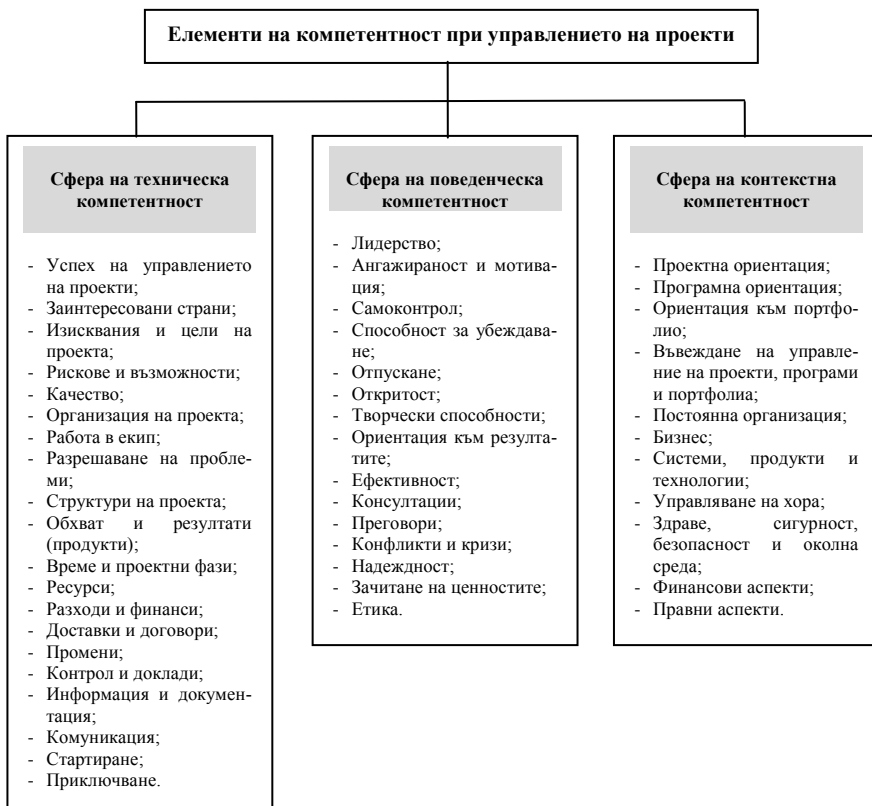 Елементи на компетентност при управлението на проекти
Сфера на техническа
компетентност
- Успех на управлението
на проекти;
- Заинтересовани страни;
- Изисквания и цели на
проекта;
- Рискове и възможности;
- Качество;
- Организация на проекта;
- Работа в екип;
- Разрешаване на пробле-
ми;
- Структури на проекта;
- Обхват и резултати
(продукти);
- Време и проектни фази;
- Ресурси;
- Разходи и финанси;
- Доставки и договори;
- Промени;
- Контрол и доклади;
- Информация и докумен-
тация;
- Комуникация;
- Стартиране;
- Приключване.
Сфера на поведенческа
компетентност
- Лидерство;
- Ангажираност и мотива-
ция;
- Самоконтрол;
- Способност за убеждава-
не;
- Отпускане;
- Откритост;
- Творчески способности;
- Ориентация към резулта-
тите;
- Ефективност;
- Консултации;
- Преговори;
- Конфликти и кризи;
- Надеждност;
- Зачитане на ценностите;
- Етика.
Сфера на контекстна
компетентност
- Проектна ориентация;
- Програмна ориентация;
- Ориентация към портфо-
лио;
- Въвеждане на управле-
ние на проекти, програми
и портфолиа;
- Постоянна организация;
- Бизнес;
- Системи, продукти и
технологии;
- Управляване на хора;
- Здраве, сигурност,
безопасност и околна
среда;
- Финансови аспекти;
- Правни аспекти.